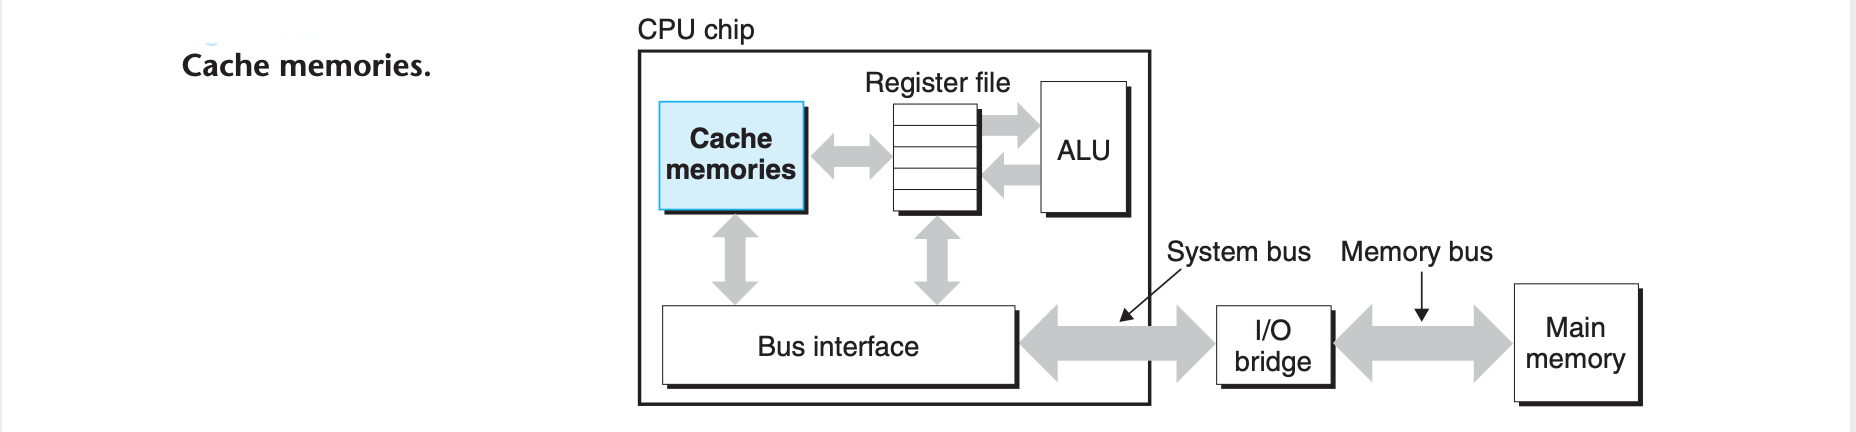 Cache memories.
CPU chip
Register file
Cache
memories
ALU
System bus
Memory bus
Bus interface
I/O
bridge
Main
memory